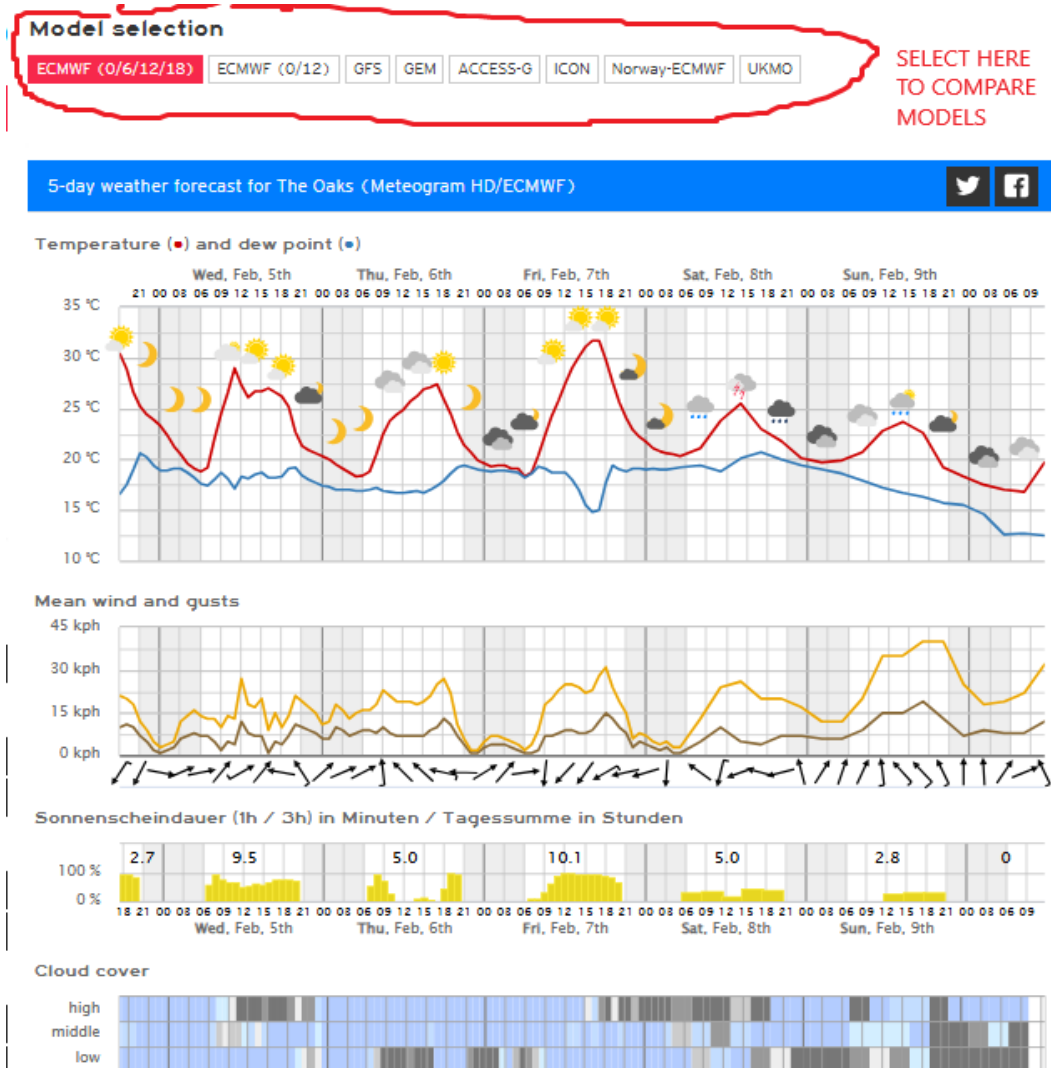 Model selection
ECMWF (0/6/12/18) ECMWF (0/12) GFS GEM ACCESS-G ICON Norway-ECMWF UKMO
SELECT HERE
TO COMPARE
MODELS
5-day weather forecast for The Oaks (Meteogram HD/ECMWF)
Temperature (•) and dew point (•)
Wed, Feb, 5th Thu, Feb, 6th Fri, Feb, 7th Sat, Feb, 8th Sun, Feb, 9th
21 00 03 06 09 12 15 18 21 00 03 06 09 12 15 18 21 00 03 06 09 12 15 18 21 00 03 06 09 12 15 18 21 00 03 06 09 12 15 18 21 00 03 06 09
35 °C
30 °C
25 °C
20 °C
15 °C
10 °C
Mean wind and gusts
45 kph
30 kph
15 kph
0 kph
Sonnenscheindauer (1h / 3h) in Minuten / Tagessumme in Stunden
2.7 9.5 5.0 10.1 5.0 2.8 0
100 %
0 %
18 21 00 03 06 09 12 15 18 21 00 03 06 09 12 15 18 21 00 03 06 09 12 15 18 21 00 03 06 09 12 15 18 21 00 03 06 09 12 15 18 21 00 03 06 09
Wed, Feb, 5th Thu, Feb, 6th Fri, Feb, 7th Sat, Feb, 8th Sun, Feb, 9th
Cloud cover
high
middle
low